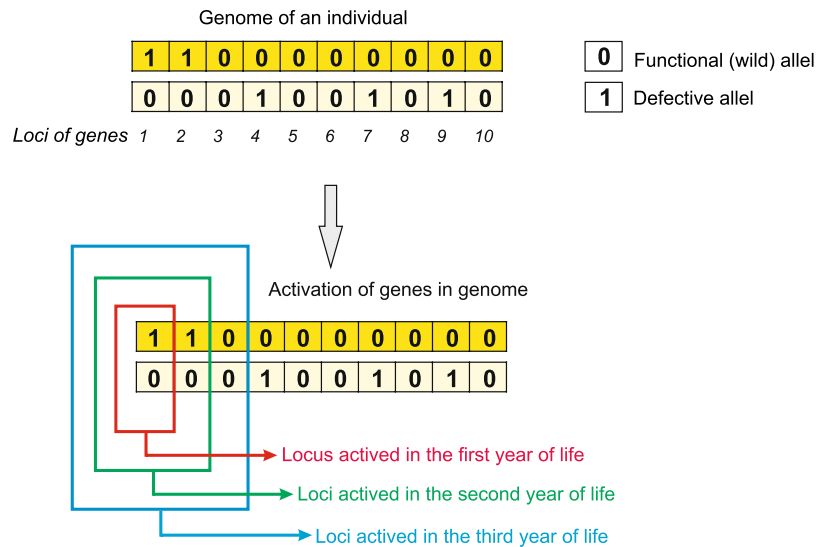 Genome of an individual
1 1 0 0 0 0 0 0 0 0
0 Functional (wild) allel
0 0 0 1 0 0 1 0 1 0
1 Defective allel
Loci of genes 1 2 3 4 5 6 7 8 9 10
Activation of genes in genome
1 1 0 0 0 0 0 0 0 0
0 0 0 1 0 0 1 0 1 0
Locus actived in the first year of life
Loci actived in the second year of life
Loci actived in the third year of life